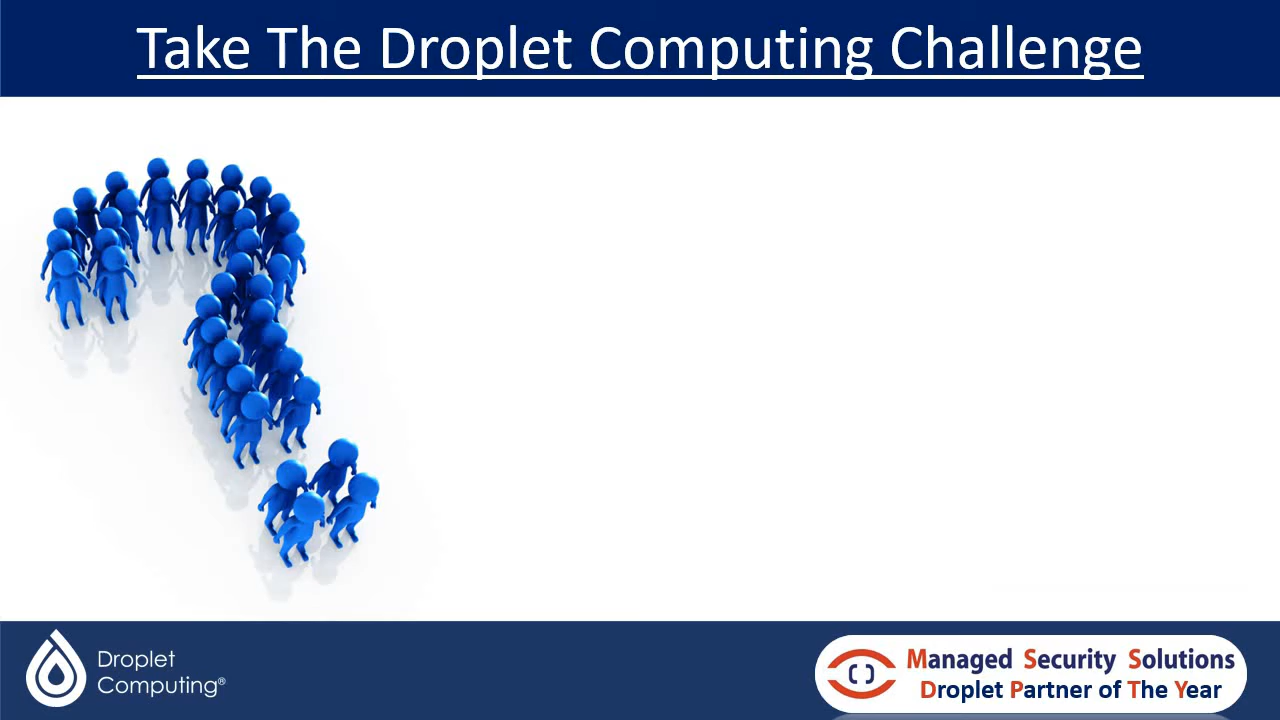 Take The Droplet Computing Challenge
Droplet
Computing®
Managed Security Solutions
Droplet Partner of The Year